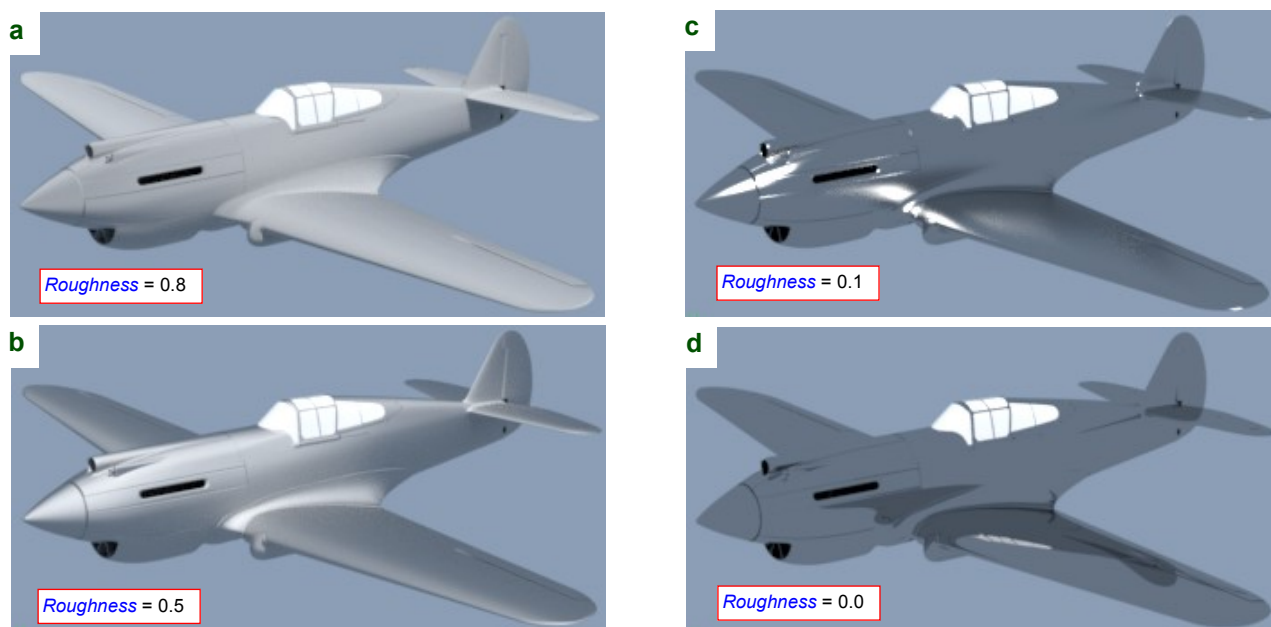 a
Roughness = 0.8
b
Roughness = 0.5
c
Roughness = 0.1
d
Roughness = 0.0